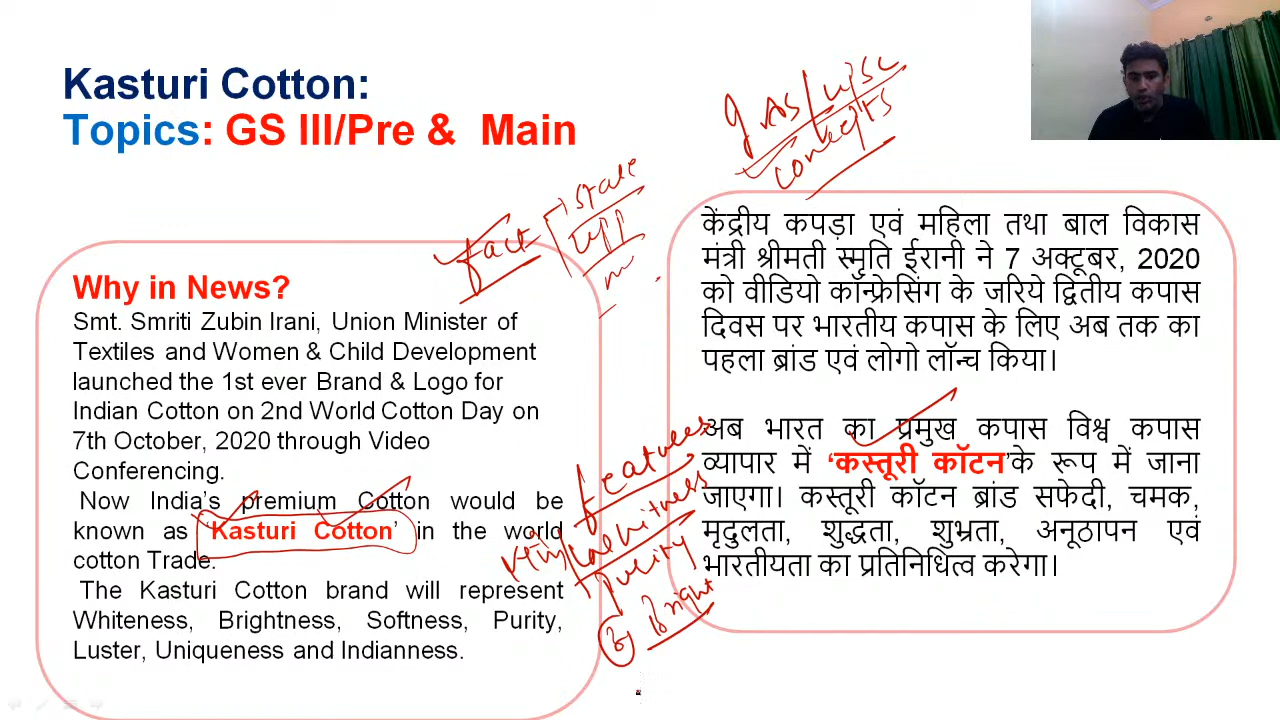 Kasturi Cotton:
Topics: GS III/Pre & Main
IAS/UPSC
concepts
fact
State
Why in News?
Smt. Smriti Zubin Irani, Union Minister of
Textiles and Women & Child Development
launched the 1st ever Brand & Logo for
Indian Cotton on 2nd World Cotton Day on
7th October, 2020 through Video
Conferencing.
Now India's premium Cotton would be
known as 'Kasturi Cotton' in the world
cotton Trade.
The Kasturi Cotton brand will represent
Whiteness, Brightness, Softness, Purity,
Luster, Uniqueness and Indianness.
features
Purity
Bright
केंद्रीय कपड़ा एवं महिला तथा बाल विकास
मंत्री श्रीमती स्मृति ईरानी ने 7 अक्टूबर, 2020
को वीडियो कॉन्फ्रेसिंग के जरिये द्वितीय कपास
दिवस पर भारतीय कपास के लिए अब तक का
पहला ब्रांड एवं लोगो लॉन्च किया।
अब भारत का प्रमुख कपास विश्व कपास
व्यापार में 'कस्तूरी कॉटन'के रूप में जाना
जाएगा। कस्तूरी कॉटन ब्रांड सफेदी, चमक,
मृदुलता, शुद्धता, शुभ्रता, अनूठापन एवं
भारतीयता का प्रतिनिधित्व करेगा।